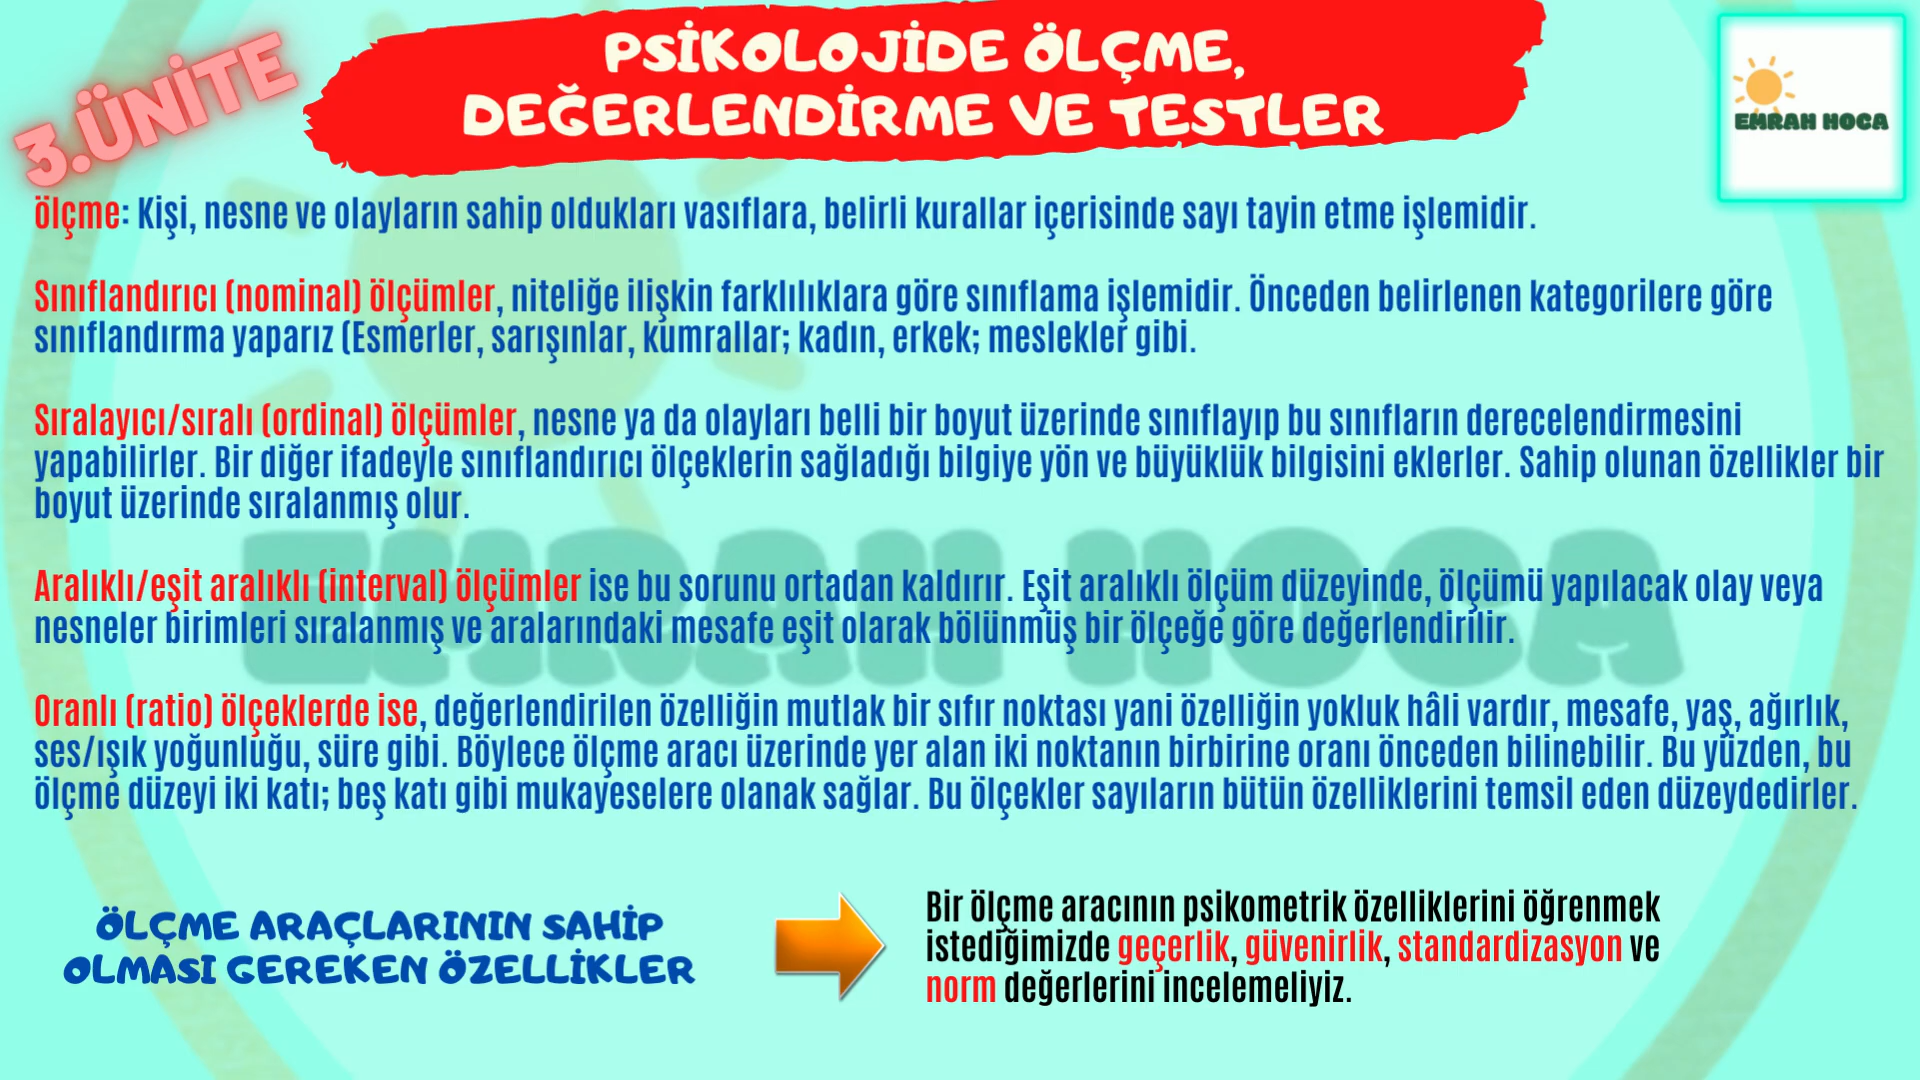 3.ÜNİTE
PSİKOLOJİDE ÖLÇME,
DEĞERLENDİRME VE TESTLER
EMRAH HOCA
ölçme: Kişi, nesne ve olayların sahip oldukları vasıflara, belirli kurallar içerisinde sayı tayin etme işlemidir.
Sınıflandırıcı (nominal) ölçümler, niteliğe ilişkin farklılıklara göre sınıflama işlemidir. Önceden belirlenen kategorilere göre
sınıflandırma yaparız (Esmerler, sarışınlar, kumrallar; kadın, erkek; meslekler gibi.
Sıralayıcı/sıralı (ordinal) ölçümler, nesne ya da olayları belli bir boyut üzerinde sınıflayıp bu sınıfların derecelendirmesini
yapabilirler. Bir diğer ifadeyle sınıflandırıcı ölçeklerin sağladığı bilgiye yön ve büyüklük bilgisini eklerler. Sahip olunan özellikler bir
boyut üzerinde sıralanmış olur.
Aralıklı/eşit aralıklı (interval) ölçümler ise bu sorunu ortadan kaldırır. Eşit aralıklı ölçüm düzeyinde, ölçümü yapılacak olay veya
nesneler birimleri sıralanmış ve aralarındaki mesafe eşit olarak bölünmüş bir ölçeğe göre değerlendirilir.
EMRAH HOCA
Oranlı (ratio) ölçeklerde ise, değerlendirilen özelliğin mutlak bir sıfır noktası yani özelliğin yokluk hâli vardır, mesafe, yaş, ağırlık,
ses/ışık yoğunluğu, süre gibi. Böylece ölçme aracı üzerinde yer alan iki noktanın birbirine oranı önceden bilinebilir. Bu yüzden, bu
ölçme düzeyi iki katı; beş katı gibi mukayeselere olanak sağlar. Bu ölçekler sayıların bütün özelliklerini temsil eden düzeydedirler.
ÖLÇME ARAÇLARININ SAHİP
OLMASI GEREKEN ÖZELLİKLER
Bir ölçme aracının psikometrik özelliklerini öğrenmek
istediğimizde geçerlik, güvenirlik, standardizasyon ve
norm değerlerini incelemeliyiz.